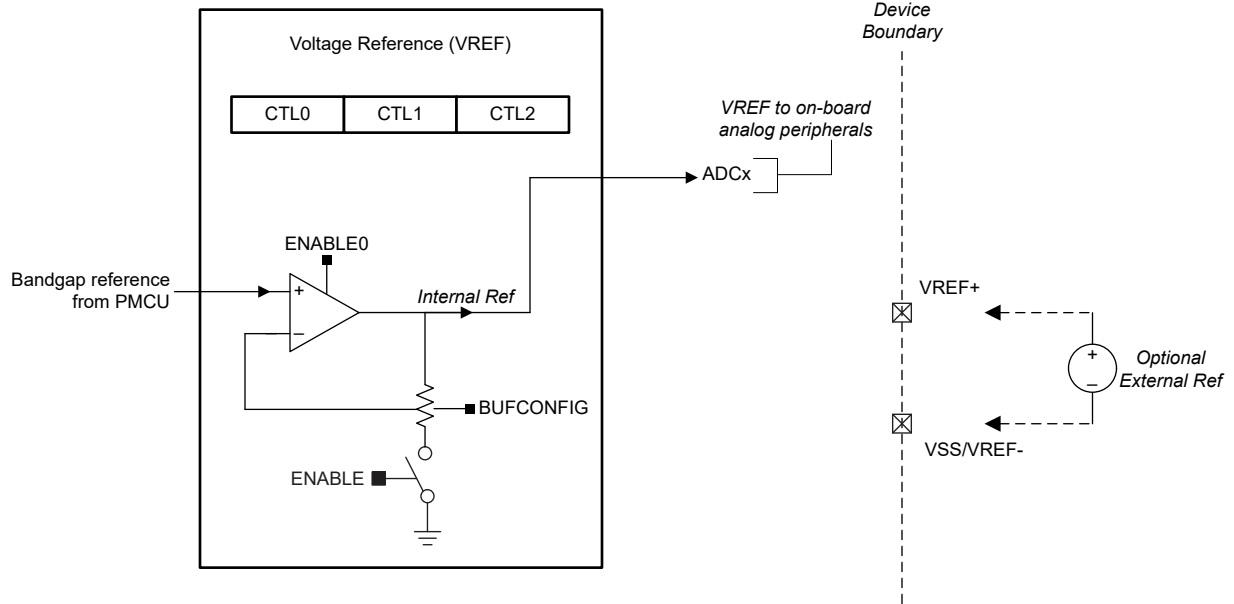 Device
Boundary
Voltage Reference (VREF)
CTL0 CTL1 CTL2
VREF to on-board
analog peripherals
ADCx
ENABLE0
Bandgap reference
from PMCU
+
Internal Ref
–
VREF+
+
–
Optional
External Ref
BUFCONFIG
VSS/VREF-
ENABLE